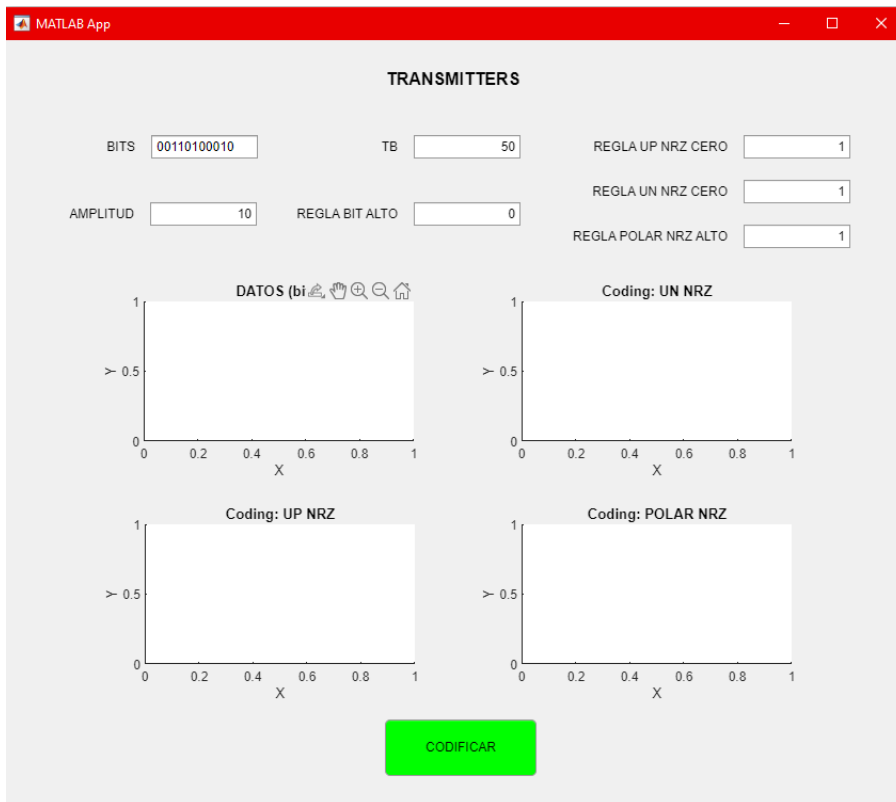 MATLAB App
TRANSMITTERS
BITS 00110100010 TB 50 REGLA UP NRZ CERO 1
REGLA UN NRZ CERO 1
AMPLITUD 10 REGLA BIT ALTO 0
REGLA POLAR NRZ ALTO 1
DATOS (bi
1
Y 0.5
0
0 0.2 0.4 0.6 0.8 1
X
Coding: UN NRZ
1
Y 0.5
0
0 0.2 0.4 0.6 0.8 1
X
Coding: UP NRZ
1
Y 0.5
0
0 0.2 0.4 0.6 0.8 1
X
Coding: POLAR NRZ
1
Y 0.5
0
0 0.2 0.4 0.6 0.8 1
X
CODIFICAR